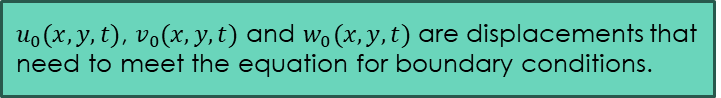 u₀(x, y, t), v₀(x, y, t) and w₀(x, y, t) are displacements that
need to meet the equation for boundary conditions.